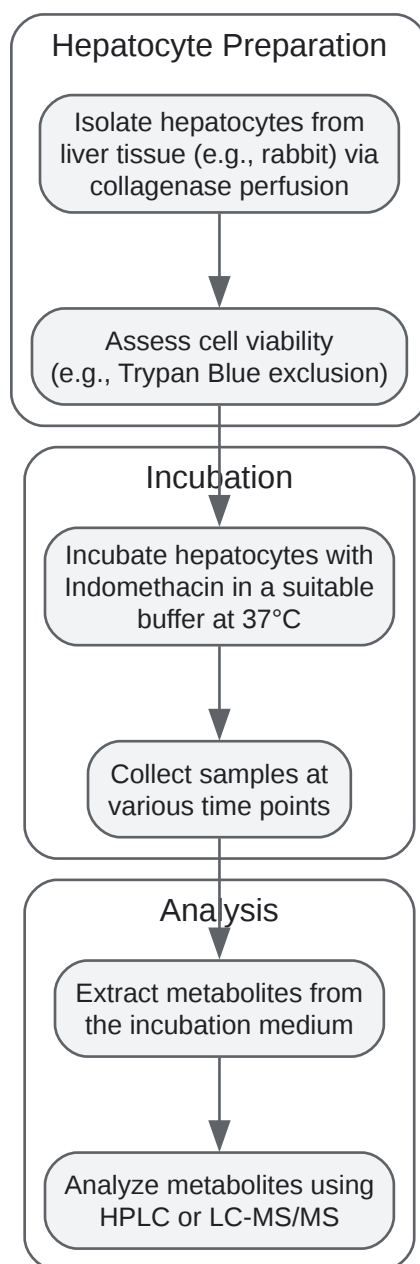 Hepatocyte Preparation
Isolate hepatocytes from
liver tissue (e.g., rabbit) via
collagenase perfusion
Assess cell viability
(e.g., Trypan Blue exclusion)
Incubation
Incubate hepatocytes with
Indomethacin in a suitable
buffer at 37°C
Collect samples at
various time points
Analysis
Extract metabolites from
the incubation medium
Analyze metabolites using
HPLC or LC-MS/MS